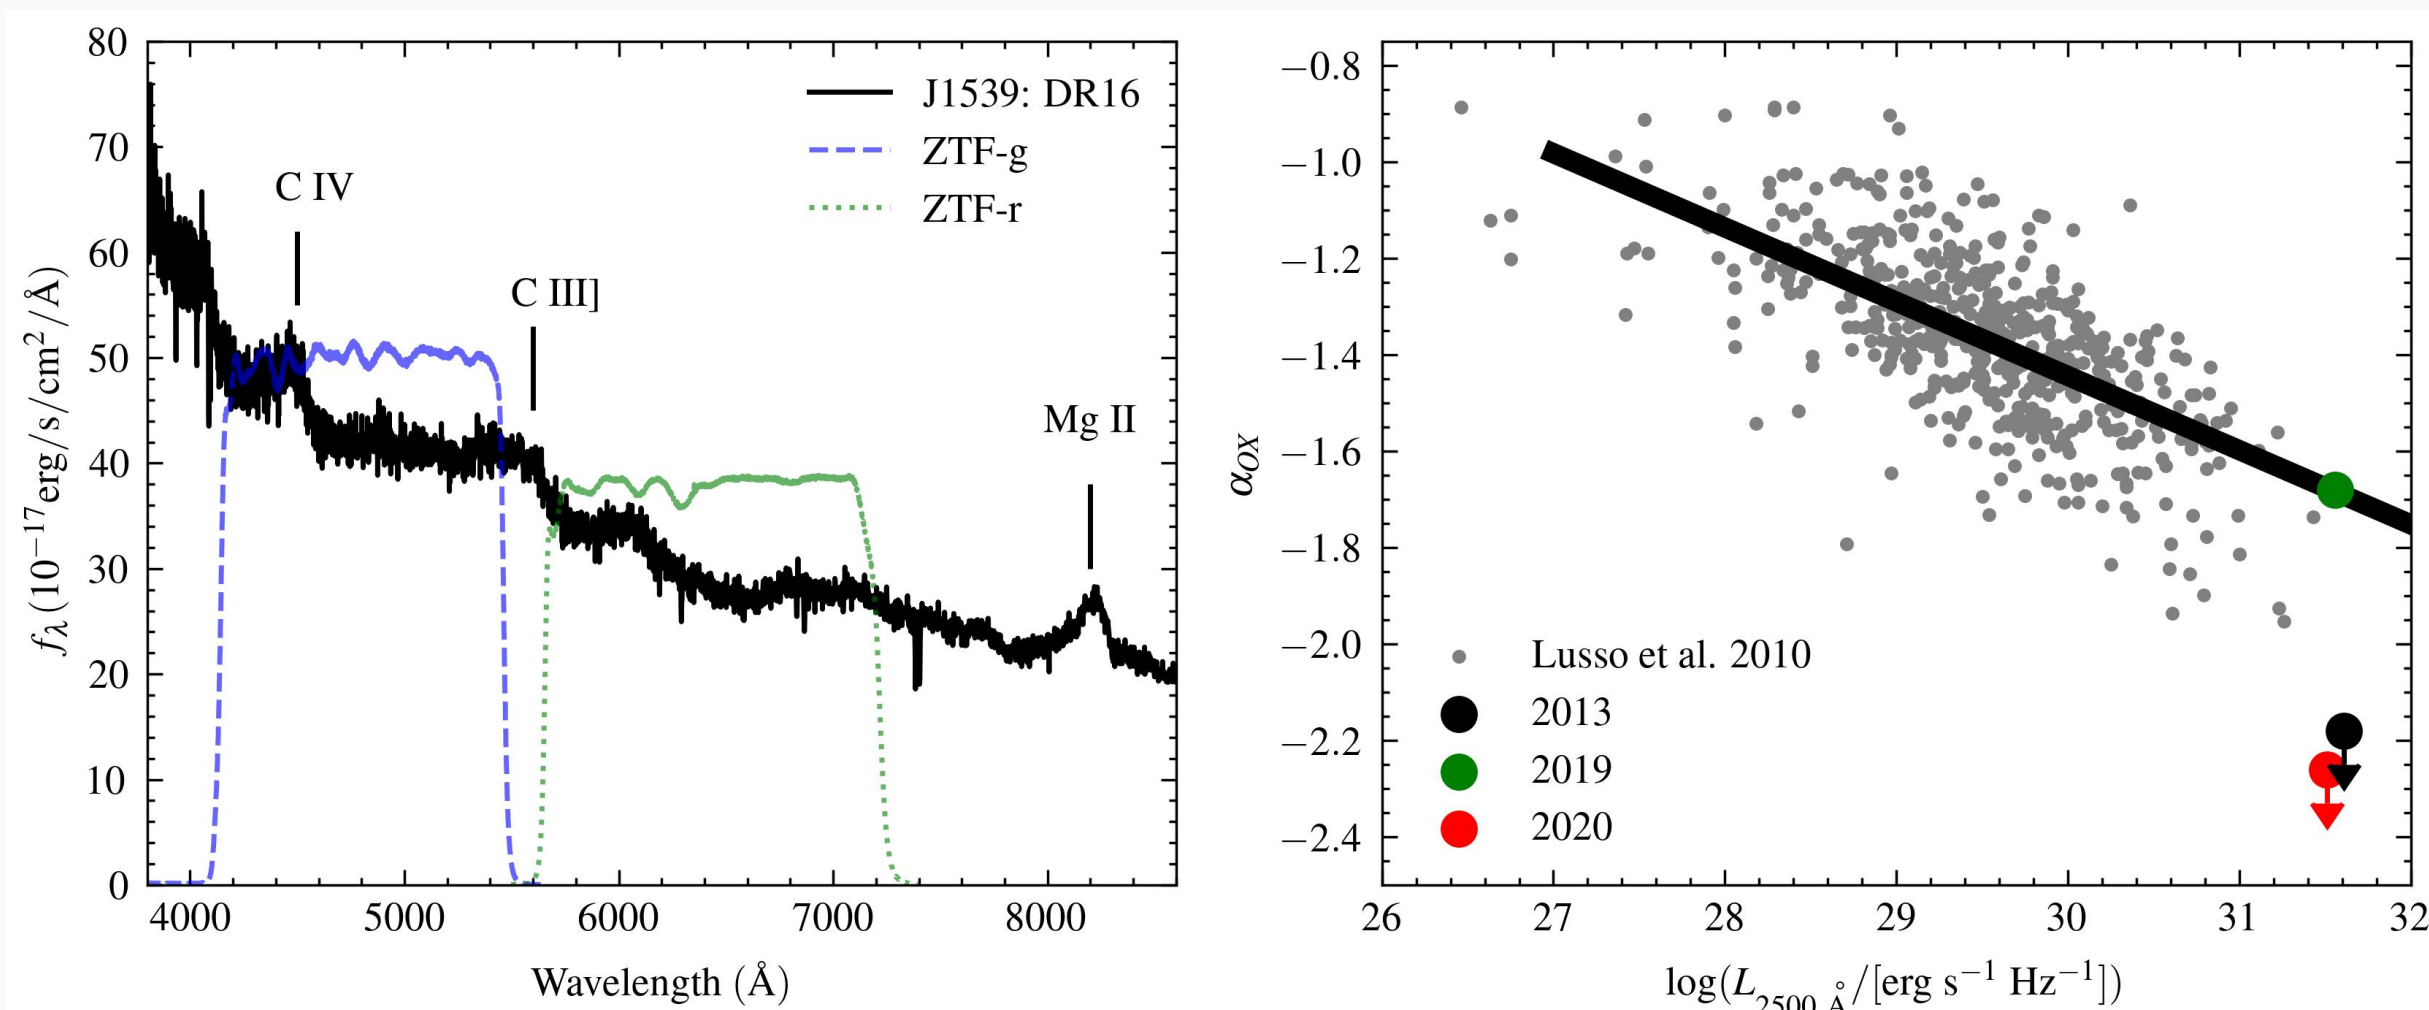 J1539: DR16
ZTF-g
ZTF-r
C IV
C III]
Mg II
80
70
60
50
40
30
20
10
0
4000 5000 6000 7000 8000
Wavelength (Å)
fλ (10⁻¹⁷erg/s/cm²/Å)
−0.8
−1.0
−1.2
−1.4
−1.6
−1.8
−2.0
−2.2
−2.4
α_OX
Lusso et al. 2010
2013
2019
2020
26 27 28 29 30 31 32
log(L_2500 Å/[erg s⁻¹ Hz⁻¹])